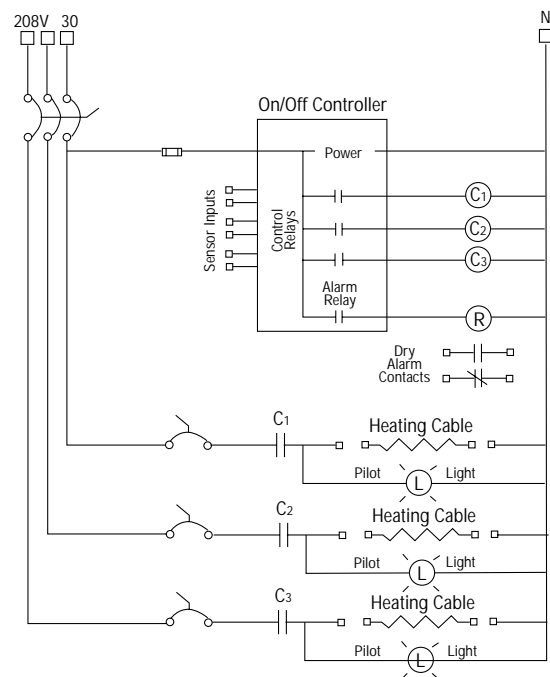 208V 30
N
On/Off Controller
Power
Sensor Inputs
Control
Relays
C1
C2
C3
Alarm
Relay
R
Dry
Alarm
Contacts
C1
Heating Cable
Pilot
L
Light
C2
Heating Cable
Pilot
L
Light
C3
Heating Cable
Pilot
L
Light